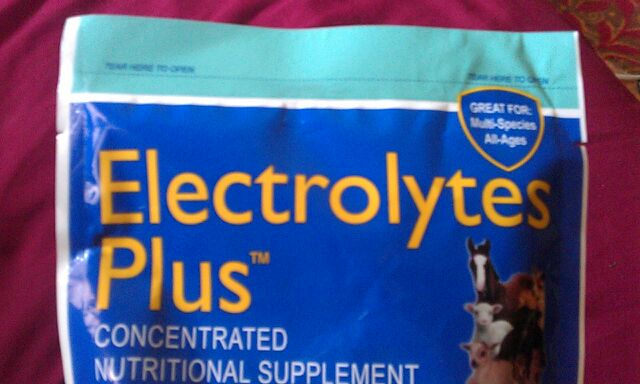 TEAR HERE TO OPEN
TEAR HERE TO OPEN
GREAT FOR:
Multi-Species
All-Ages
Electrolytes
Plus™
CONCENTRATED
NUTRITIONAL SUPPLEMENT